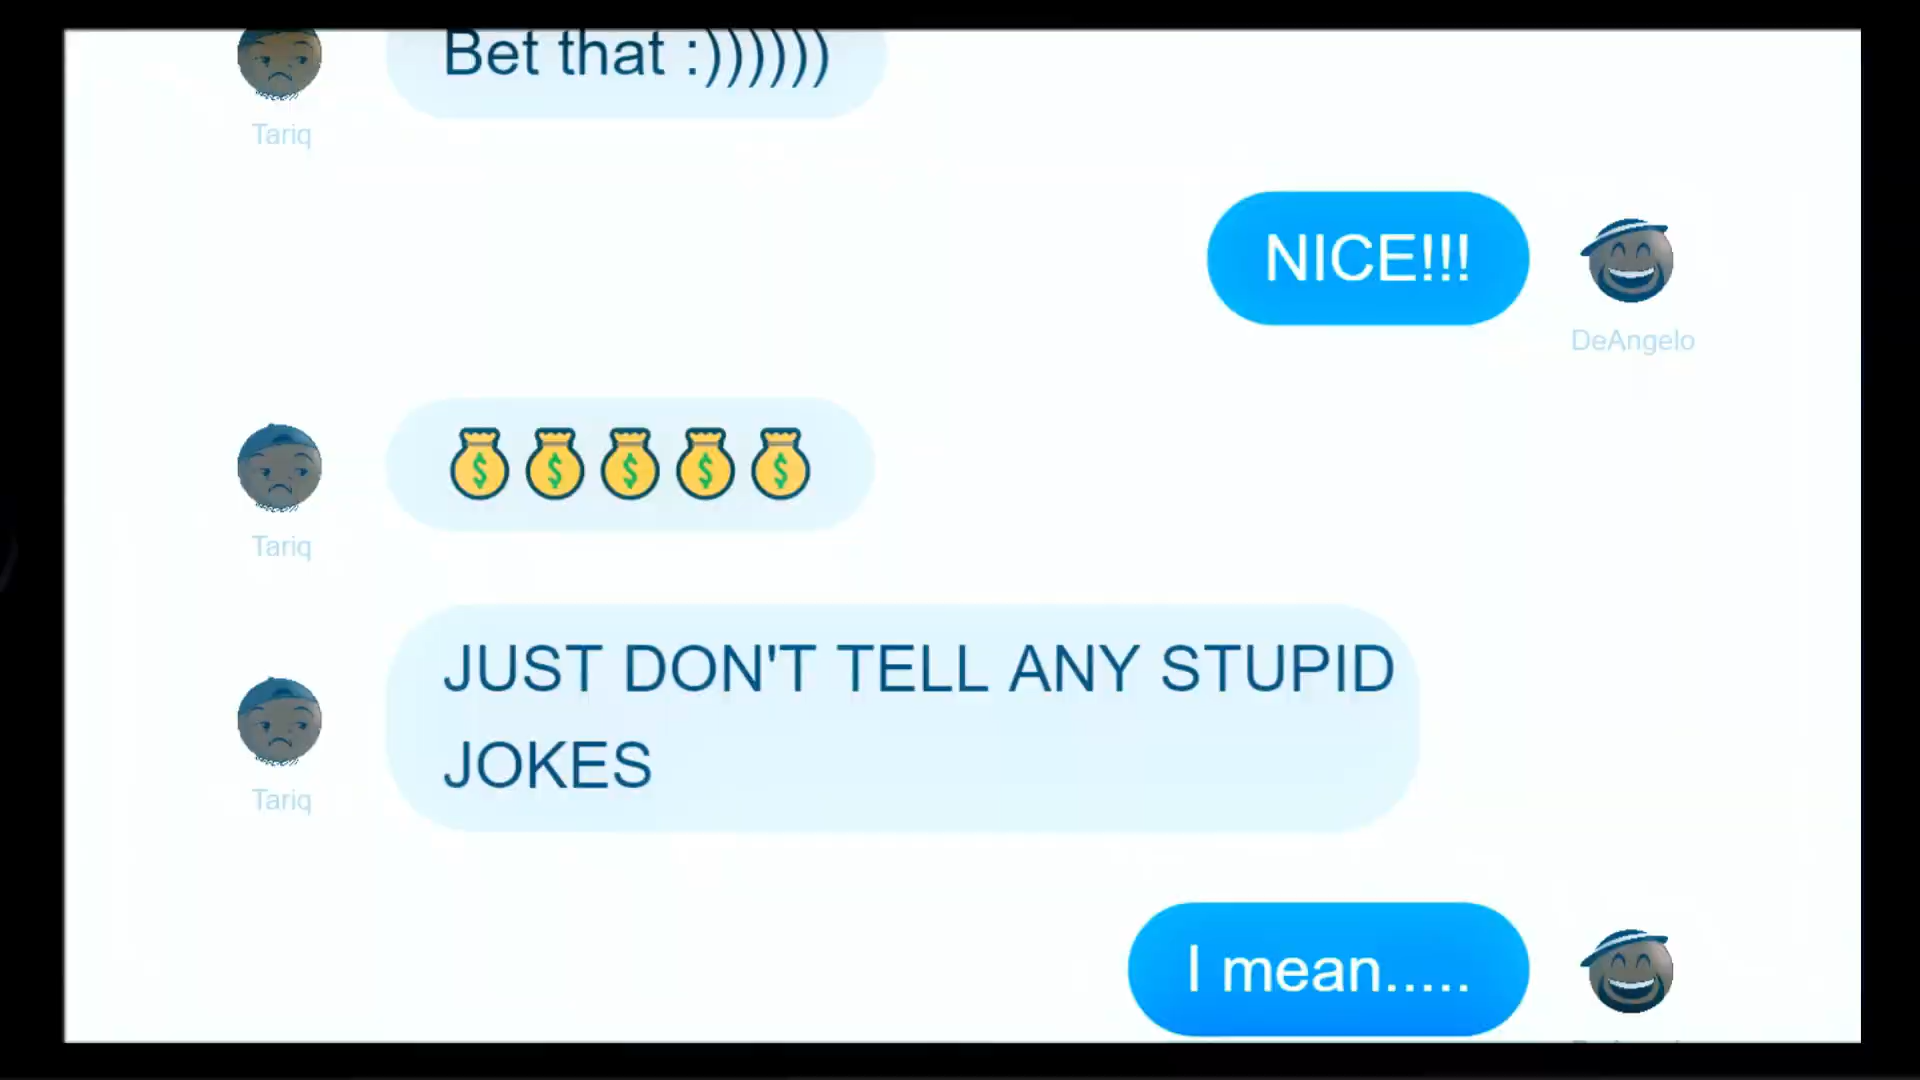 Bet that :))))))
Tariq
NICE!!!
DeAngelo
💰💰💰💰💰
Tariq
JUST DON'T TELL ANY STUPID
JOKES
Tariq
I mean.....